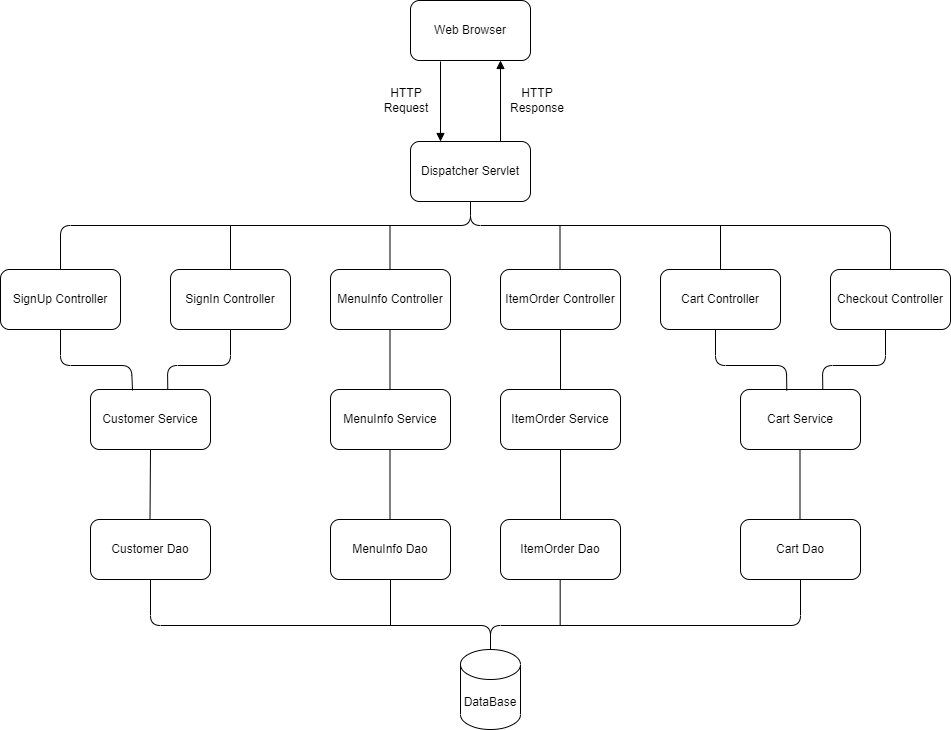 Web Browser
HTTP
Request
HTTP
Response
Dispatcher Servlet
SignUp Controller
SignIn Controller
MenuInfo Controller
ItemOrder Controller
Cart Controller
Checkout Controller
Customer Service
MenuInfo Service
ItemOrder Service
Cart Service
Customer Dao
MenuInfo Dao
ItemOrder Dao
Cart Dao
DataBase